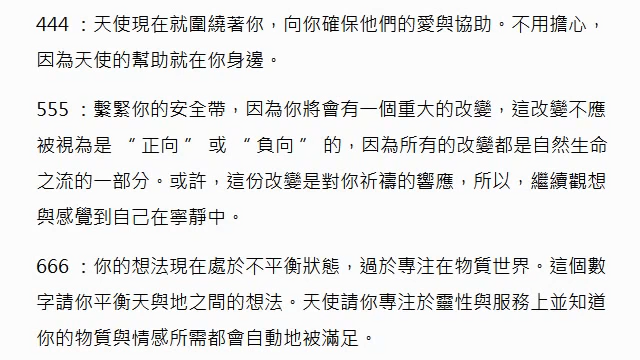 444 ：天使現在就圍繞著你，向你確保他們的愛與協助。不用擔心，
因為天使的幫助就在你身邊。
555 ：繫緊你的安全帶，因為你將會有一個重大的改變，這改變不應
被視為是 “ 正向 ” 或 “ 負向 ” 的，因為所有的改變都是自然生命
之流的一部分。或許，這份改變是對你祈禱的響應，所以，繼續觀想
與感覺到自己在寧靜中。
666 ：你的想法現在處於不平衡狀態，過於專注在物質世界。這個數
字請你平衡天與地之間的想法。天使請你專注於靈性與服務上並知道
你的物質與情感所需都會自動地被滿足。